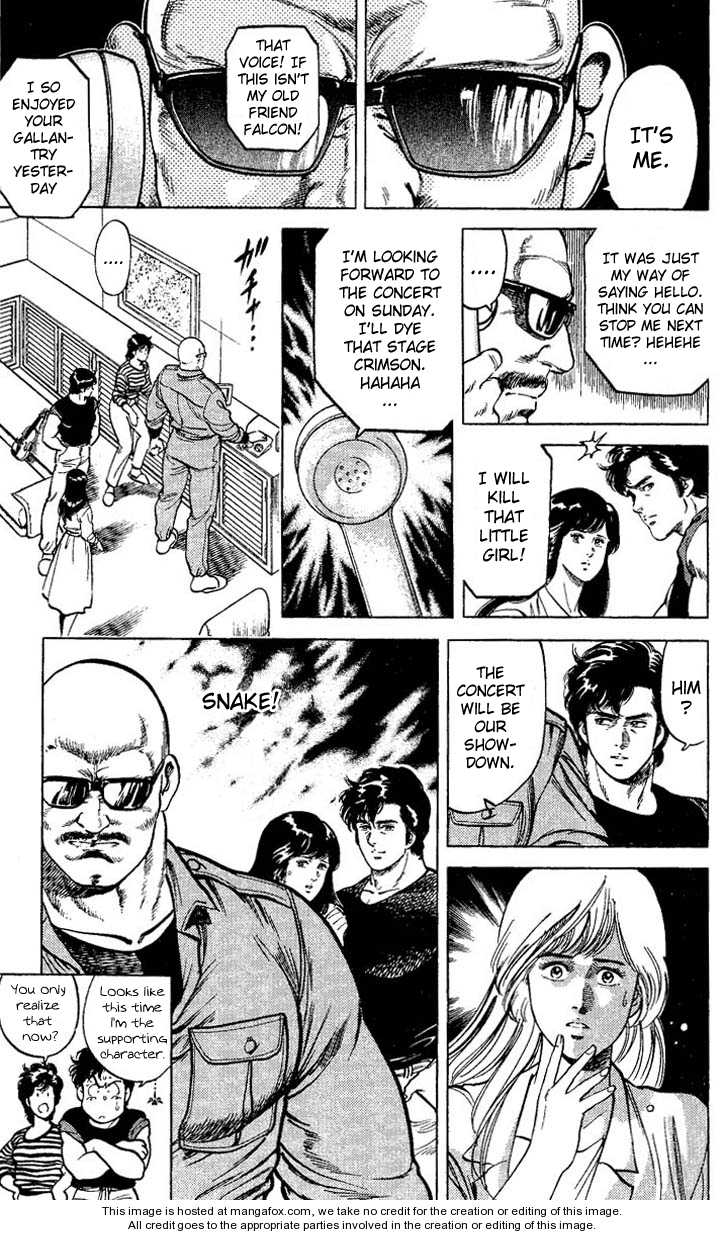 IT'S
ME.
THAT
VOICE! IF
THIS ISN'T
MY OLD
FRIEND
FALCON!
I SO
ENJOYED
YOUR
GALLAN-
TRY
YESTER-
DAY
IT WAS JUST
MY WAY OF
SAYING HELLO.
THINK YOU CAN
STOP ME NEXT
TIME? HEHEHE
...
....
I'M LOOKING
FORWARD TO
THE CONCERT
ON SUNDAY.
I'LL DYE
THAT STAGE
CRIMSON.
HAHAHA
...
ガチャ…
....
I WILL
KILL
THAT
LITTLE
GIRL!
HIM
?
THE
CONCERT
WILL BE
OUR
SHOW-
DOWN.
SNAKE!
Looks like
this time
I'm the
supporting
character.
You only
realize
that
now?
This image is hosted at mangafox.com, we take no credit for the creation or editing of this image.
All credit goes to the appropriate parties involved in the creation or editing of this image.